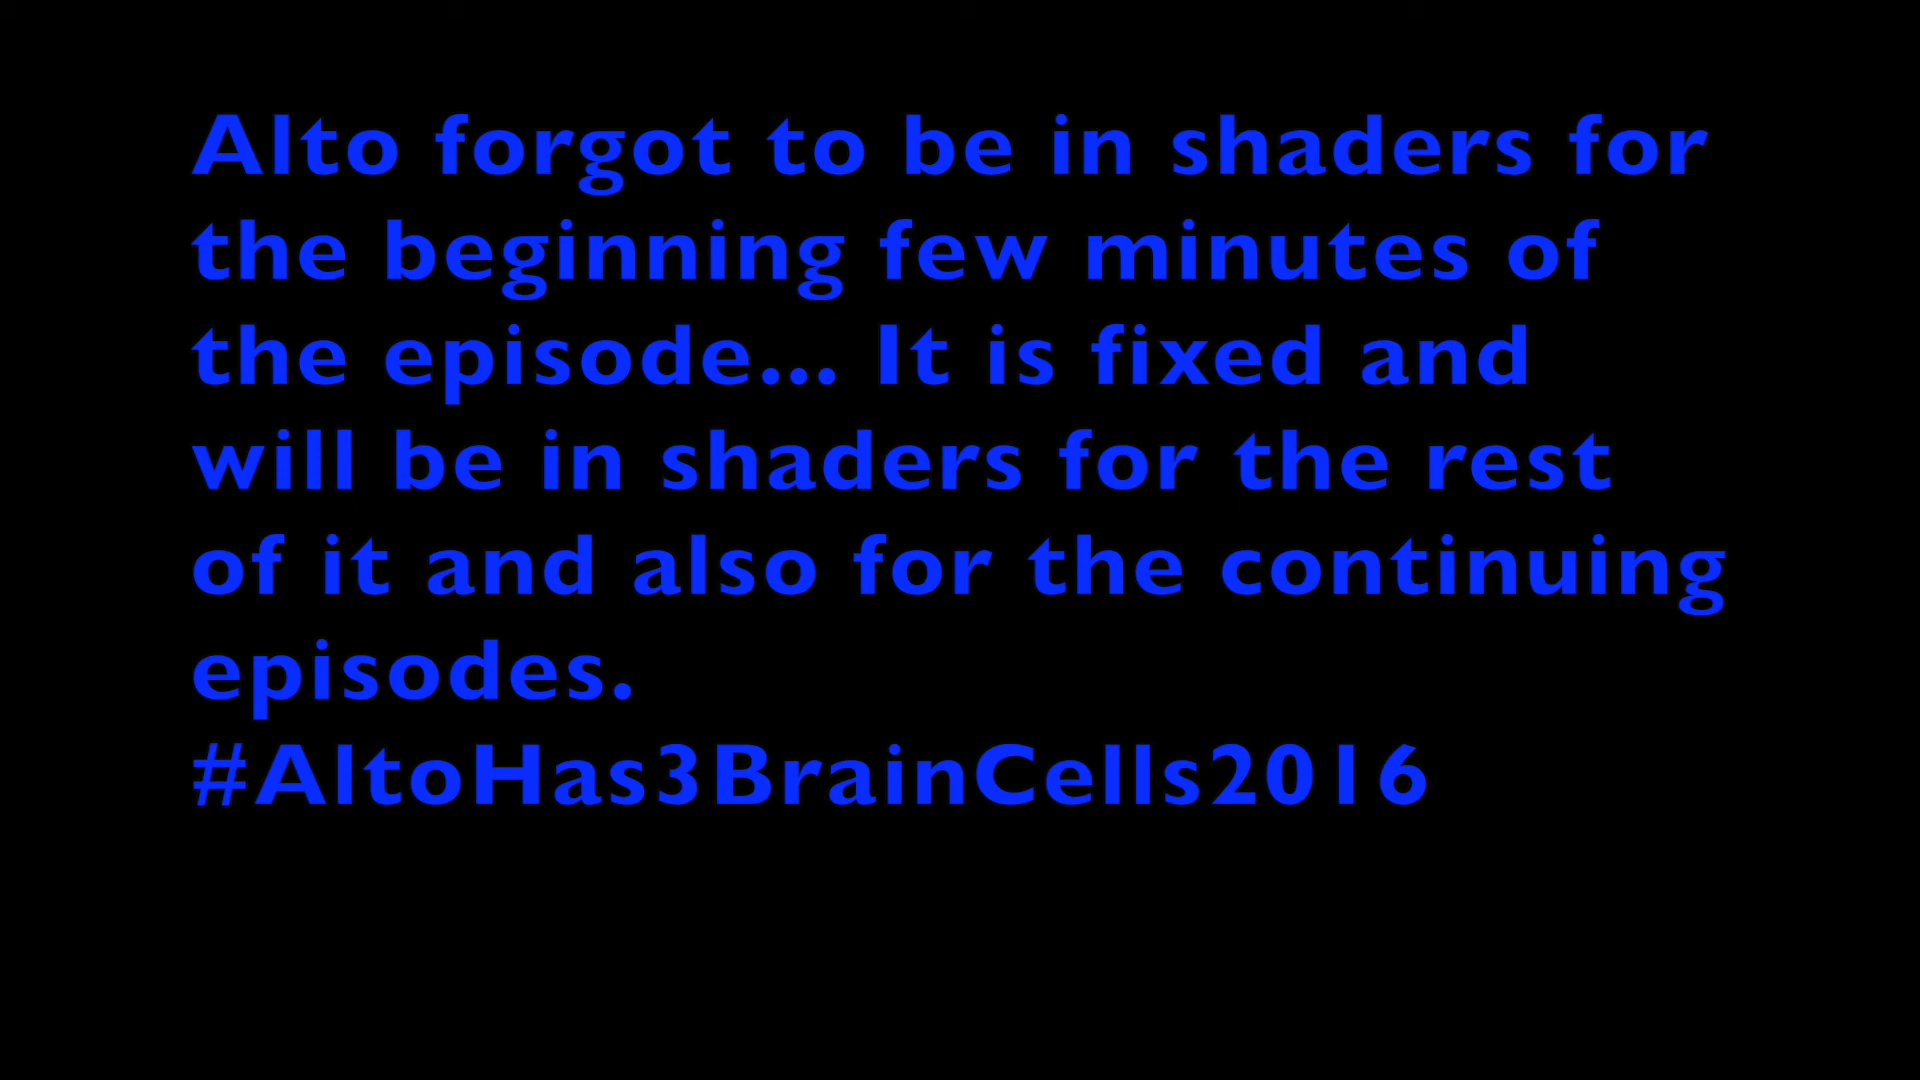 Alto forgot to be in shaders for
the beginning few minutes of
the episode... It is fixed and
will be in shaders for the rest
of it and also for the continuing
episodes.
#AltoHas3BrainCells2016